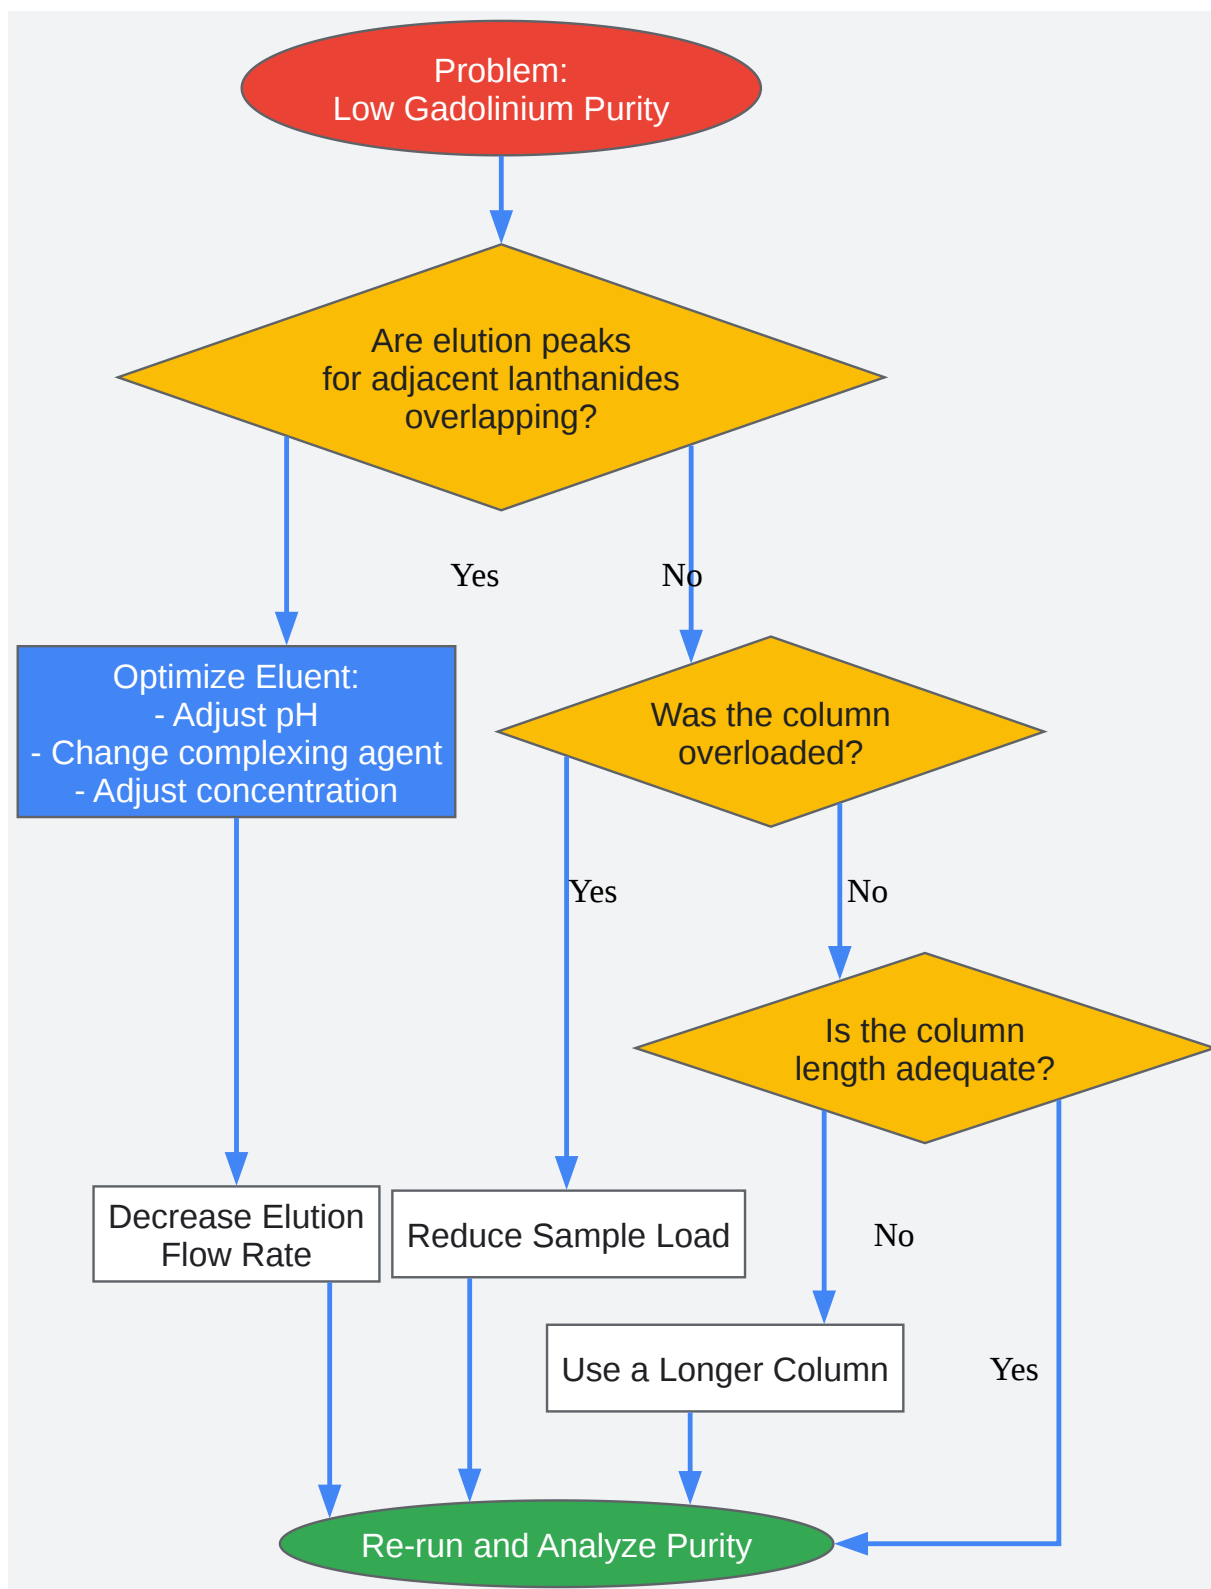 Problem:
Low Gadolinium Purity
Are elution peaks
for adjacent lanthanides
overlapping?
Yes
No
Optimize Eluent:
- Adjust pH
- Change complexing agent
- Adjust concentration
Was the column
overloaded?
Yes
No
Is the column
length adequate?
Decrease Elution
Flow Rate
Reduce Sample Load
No
Use a Longer Column
Yes
Re-run and Analyze Purity